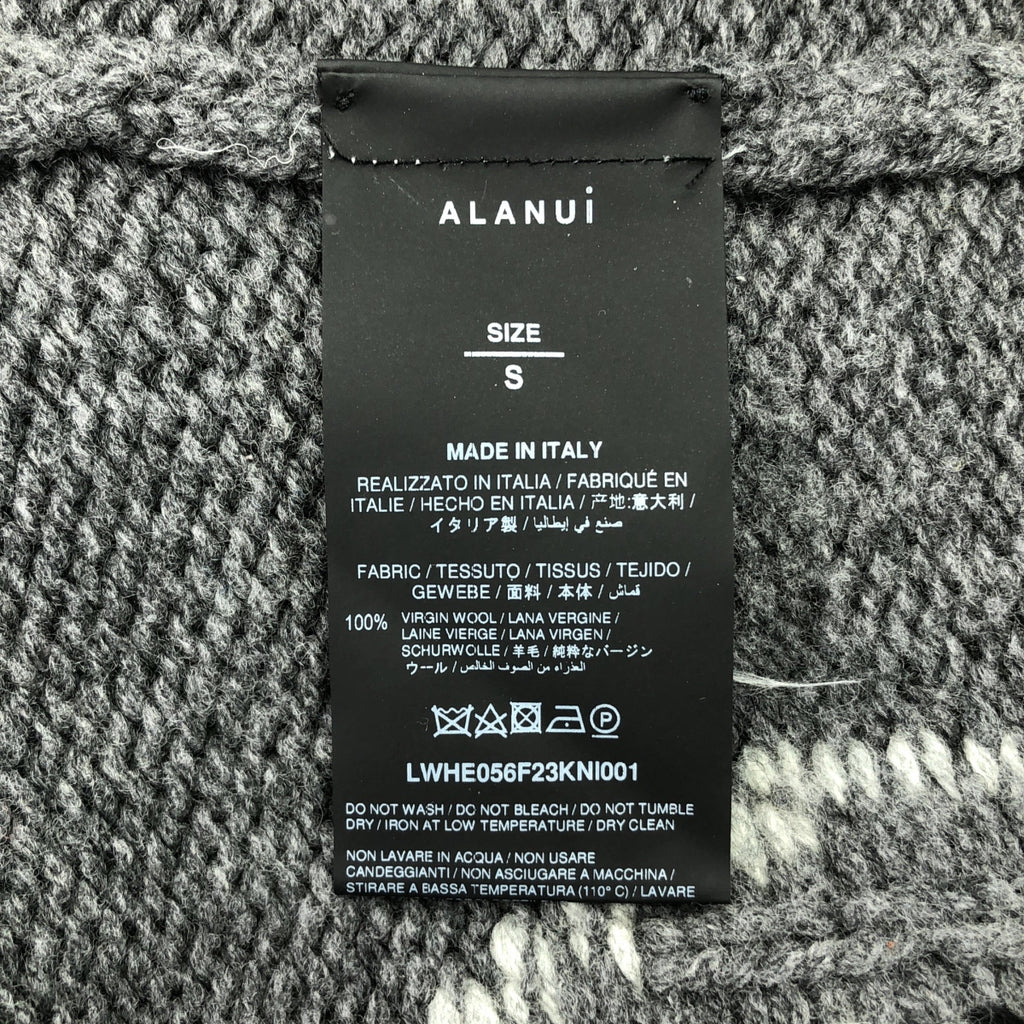 ALANUi
SIZE
S
MADE IN ITALY
REALIZZATO IN ITALIA / FABRIQUÉ EN
ITALIE / HECHO EN ITALIA / 产地:意大利 /
イタリア製 / صنع في إيطاليا
FABRIC / TESSUTO / TISSUS / TEJIDO /
GEWEBE / 面料 / 本体 / قماش
100% VIRGIN WOOL / LANA VERGINE /
LAINE VIERGE / LANA VIRGEN /
SCHURWOLLE / 羊毛 / 純粋なバージン
ウール / العذراء من الصوف الخالص
P
LWHE056F23KNI001
DO NOT WASH / DO NOT BLEACH / DO NOT TUMBLE
DRY / IRON AT LOW TEMPERATURE / DRY CLEAN
NON LAVARE IN ACQUA / NON USARE
CANDEGGIANTI / NON ASCIUGARE A MACCHINA /
STIRARE A BASSA TEMPERATURA (110° C) / LAVARE